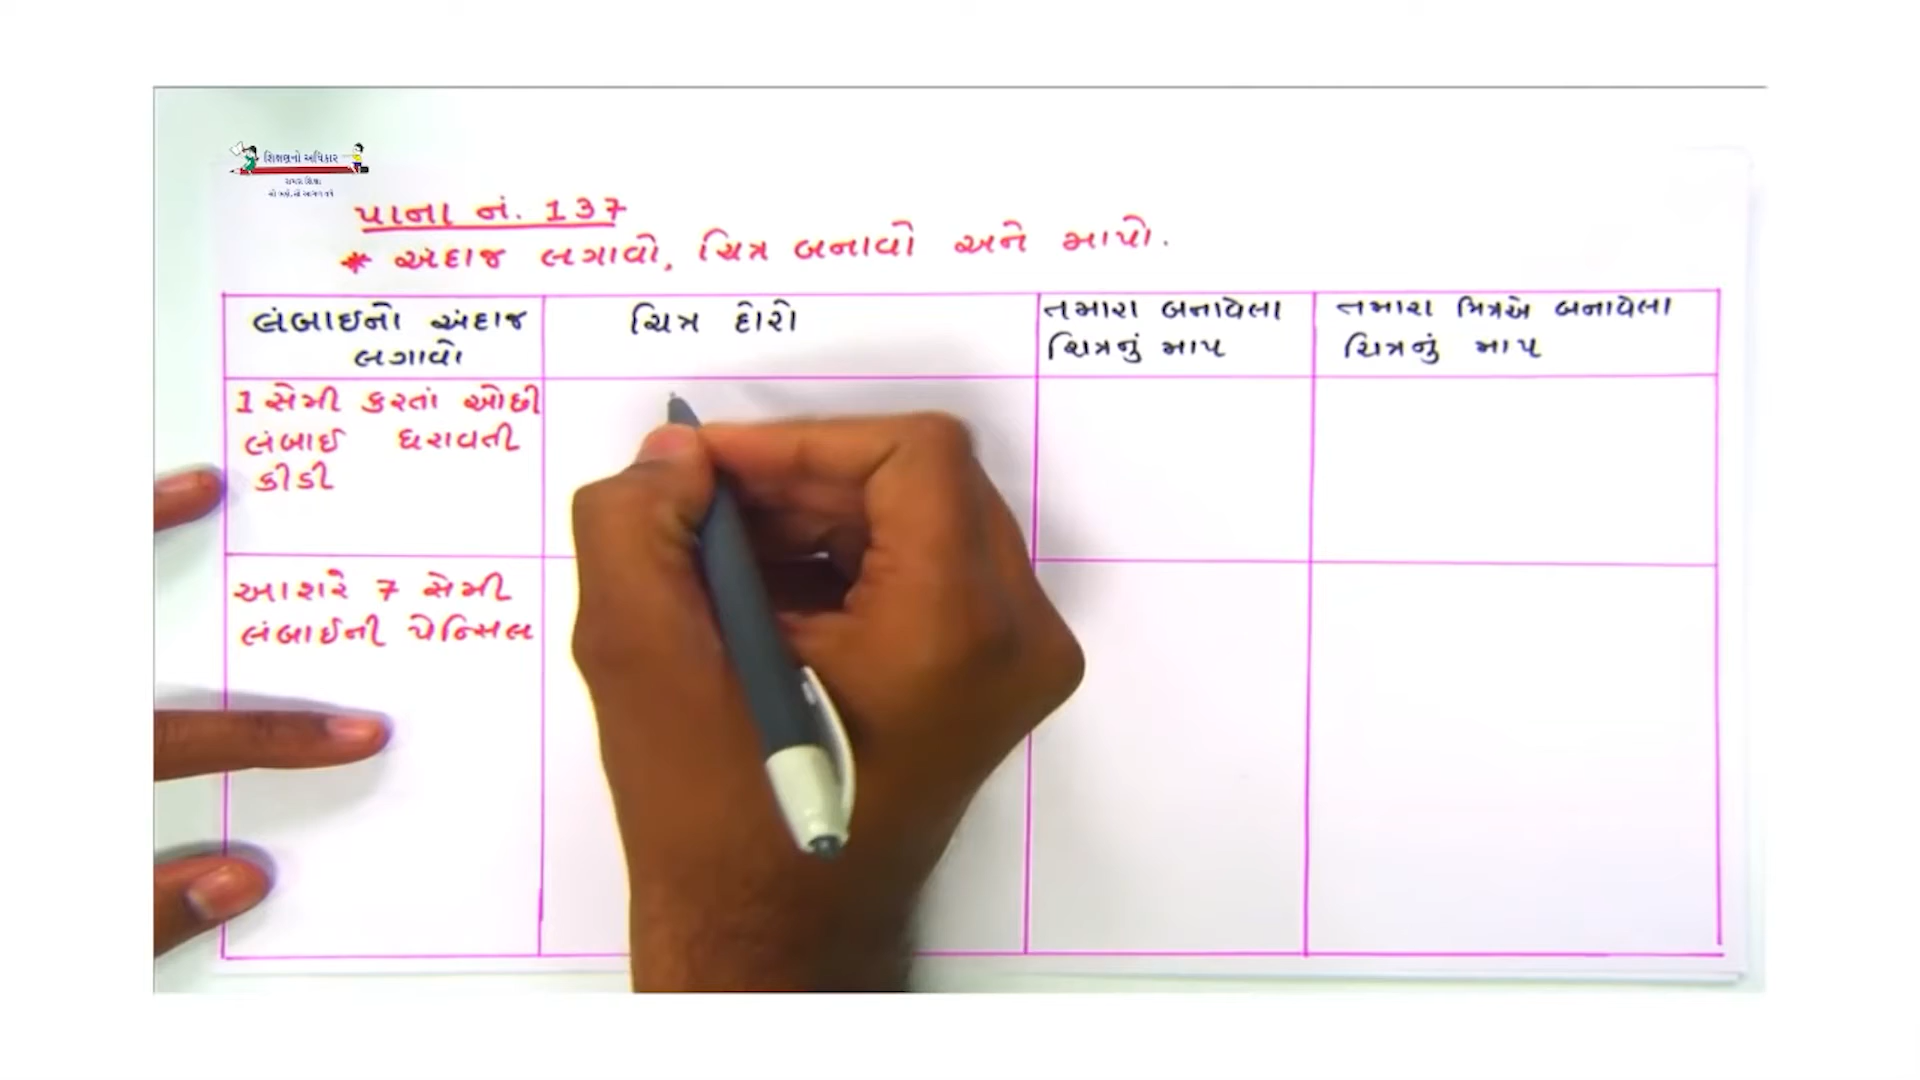 શિક્ષણનો અધિકાર
સમગ્ર શિક્ષા
પાના નં. 137
* અંદાજ લગાવો, ચિત્ર બનાવો અને માપો.
લંબાઈનો અંદાજ
લગાવો
ચિત્ર દોરો
તમારા બનાવેલા
ચિત્રનું માપ
તમારા મિત્રએ બનાવેલા
ચિત્રનું માપ
1 સેમી કરતાં ઓછી
લંબાઈ ધરાવતી
કીડી
આશરે 7 સેમી
લંબાઈની પેન્સિલ